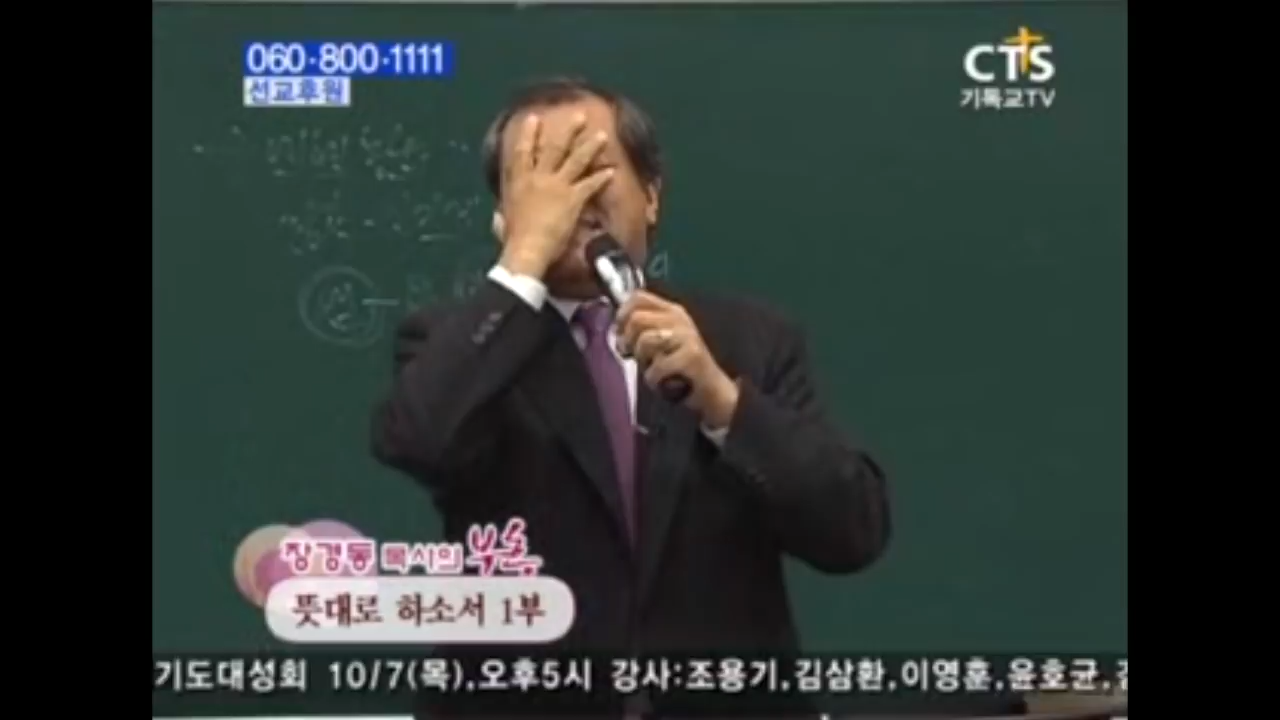 060·800·1111
선교후원
CTS
기독교TV
장경동 목사의 부흥
뜻대로 하소서 1부
기도대성회 10/7(목),오후5시 강사:조용기,김삼환,이영훈,윤호균,